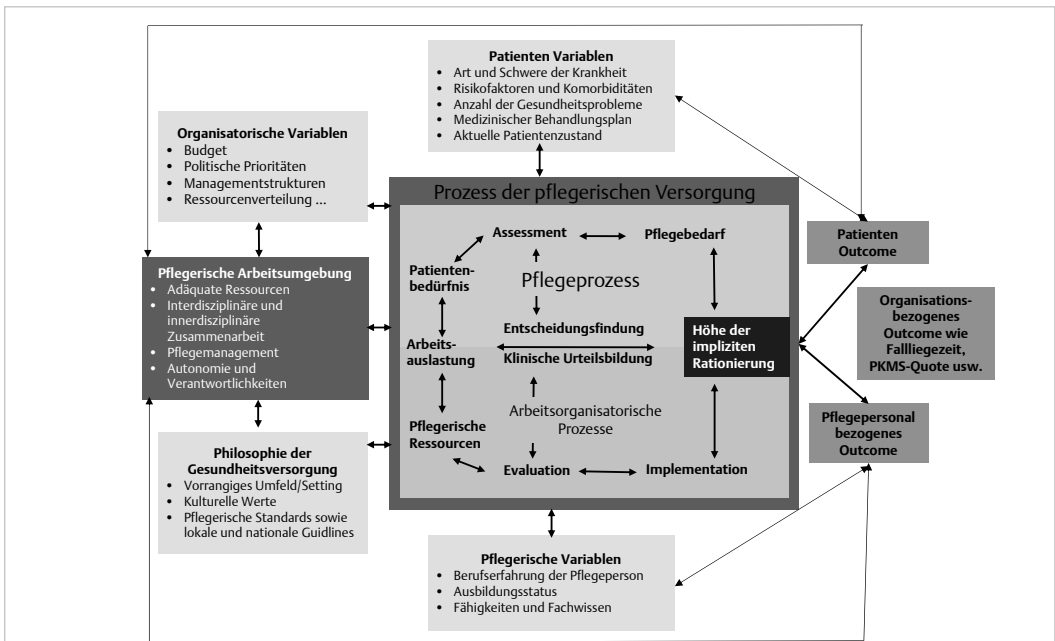 Patienten Variablen
• Art und Schwere der Krankheit
• Risikofaktoren und Komorbiditäten
• Anzahl der Gesundheitsprobleme
• Medizinischer Behandlungsplan
• Aktuelle Patientenzustand
Organisatorische Variablen
• Budget
• Politische Prioritäten
• Managementstrukturen
• Ressourcenverteilung ...
Pflegerische Arbeitsumgebung
• Adäquate Ressourcen
• Interdisziplinäre und
innerdisziplinäre
Zusammenarbeit
• Pflegemanagement
• Autonomie und
Verantwortlichkeiten
Philosophie der
Gesundheitsversorgung
• Vorrangiges Umfeld/Setting
• Kulturelle Werte
• Pflegerische Standards sowie
lokale und nationale Guidlines
Prozess der pflegerischen Versorgung
Assessment
Pflegebedarf
Patienten-
bedürfnis
Pflegeprozess
Entscheidungsfindung
Arbeits-
auslastung
Klinische Urteilsbildung
Höhe der
impliziten
Rationierung
Arbeitsorganisatorische
Prozesse
Pflegerische
Ressourcen
Evaluation
Implementation
Patienten
Outcome
Organisations-
bezogenes
Outcome wie
Fallliegezeit,
PKMS-Quote usw.
Pflegepersonal
bezogenes
Outcome
Pflegerische Variablen
• Berufserfahrung der Pflegeperson
• Ausbildungsstatus
• Fähigkeiten und Fachwissen